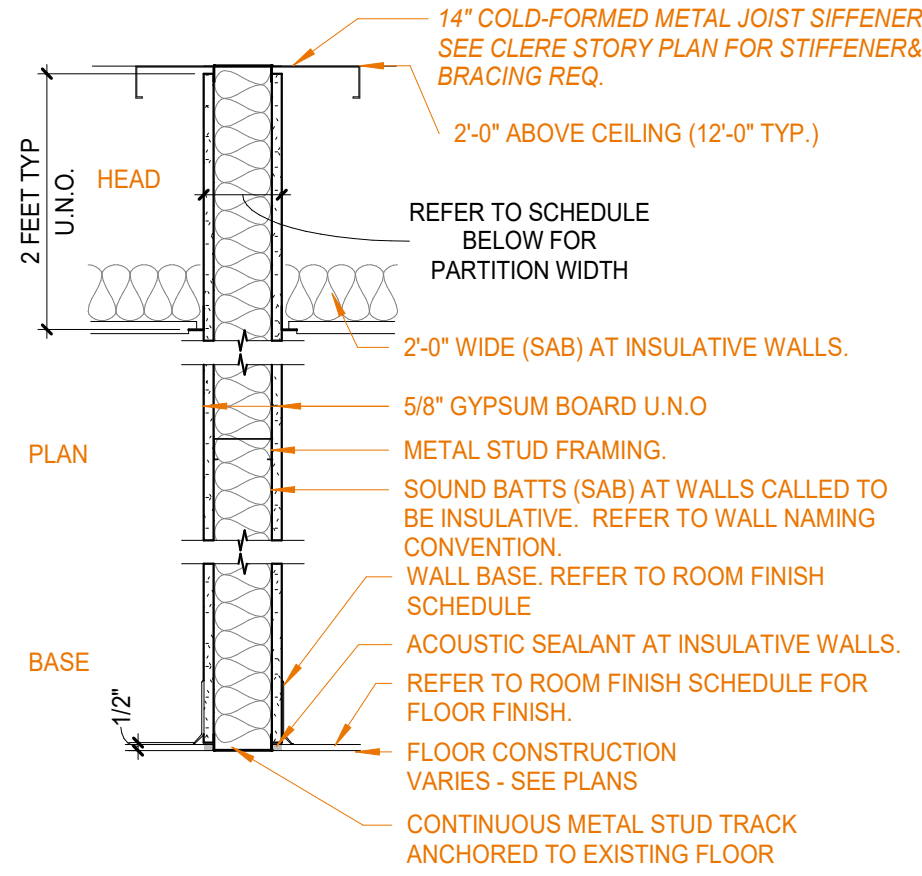 14" COLD-FORMED METAL JOIST SIFFENER
SEE CLERE STORY PLAN FOR STIFFENER&
BRACING REQ.
2'-0" ABOVE CEILING (12'-0" TYP.)
2 FEET TYP
U.N.O.
HEAD
REFER TO SCHEDULE
BELOW FOR
PARTITION WIDTH
2'-0" WIDE (SAB) AT INSULATIVE WALLS.
5/8" GYPSUM BOARD U.N.O
PLAN
METAL STUD FRAMING.
SOUND BATTS (SAB) AT WALLS CALLED TO
BE INSULATIVE. REFER TO WALL NAMING
CONVENTION.
WALL BASE. REFER TO ROOM FINISH
SCHEDULE
BASE
ACOUSTIC SEALANT AT INSULATIVE WALLS.
1/2"
REFER TO ROOM FINISH SCHEDULE FOR
FLOOR FINISH.
FLOOR CONSTRUCTION
VARIES - SEE PLANS
CONTINUOUS METAL STUD TRACK
ANCHORED TO EXISTING FLOOR